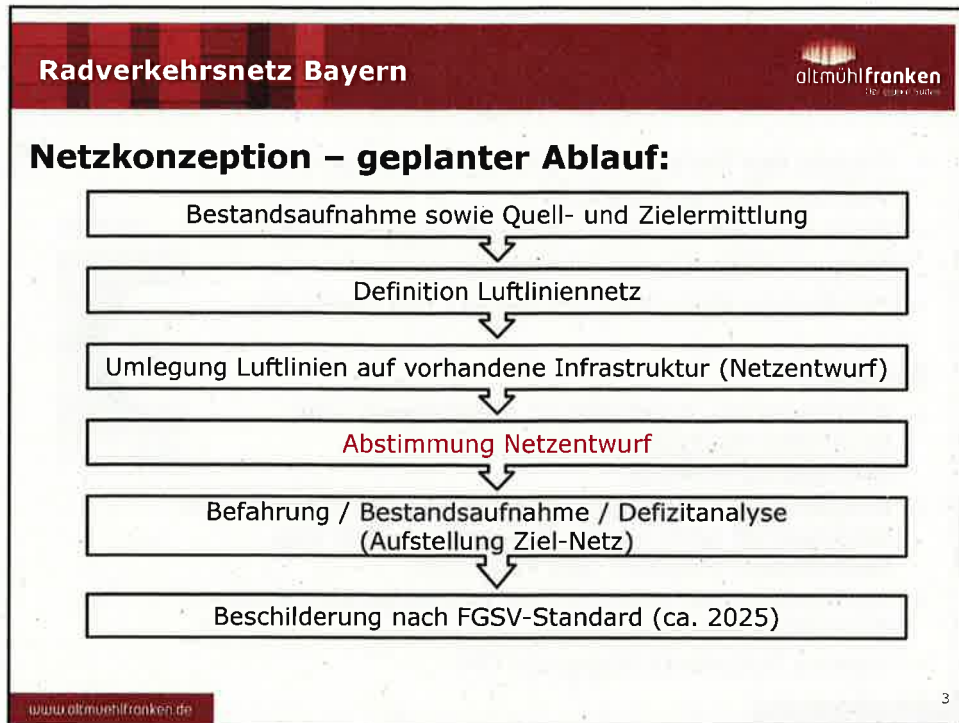 Radverkehrsnetz Bayern
altmühlfranken
Netzkonzeption – geplanter Ablauf:
Bestandsaufnahme sowie Quell- und Zielermittlung
Definition Luftliniennetz
Umlegung Luftlinien auf vorhandene Infrastruktur (Netzentwurf)
Abstimmung Netzentwurf
Befahrung / Bestandsaufnahme / Defizitanalyse
(Aufstellung Ziel-Netz)
Beschilderung nach FGSV-Standard (ca. 2025)
www.altmuehlfranken.de
3